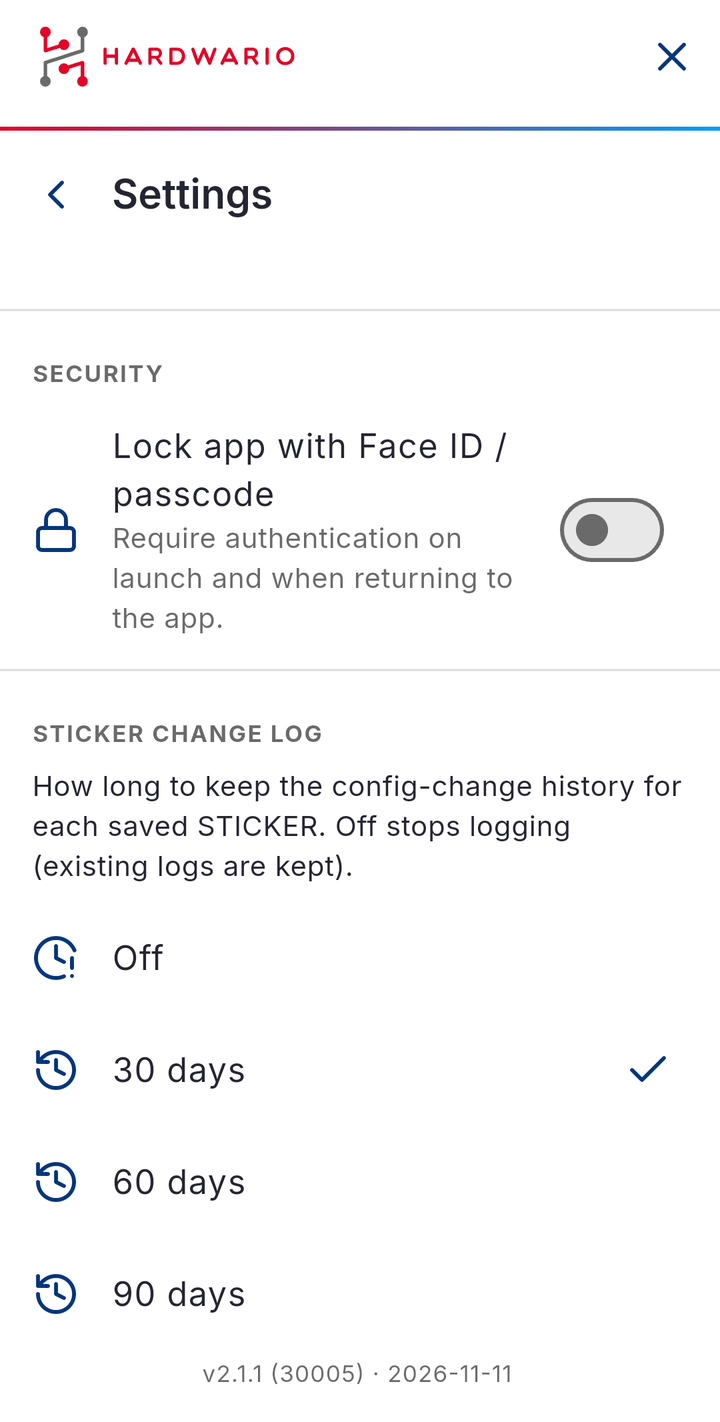 HARDWARIO
Settings
SECURITY
Lock app with Face ID /
passcode
Require authentication on
launch and when returning to
the app.
STICKER CHANGE LOG
How long to keep the config-change history for
each saved STICKER. Off stops logging
(existing logs are kept).
Off
30 days
60 days
90 days
v2.1.1 (30005) · 2026-11-11